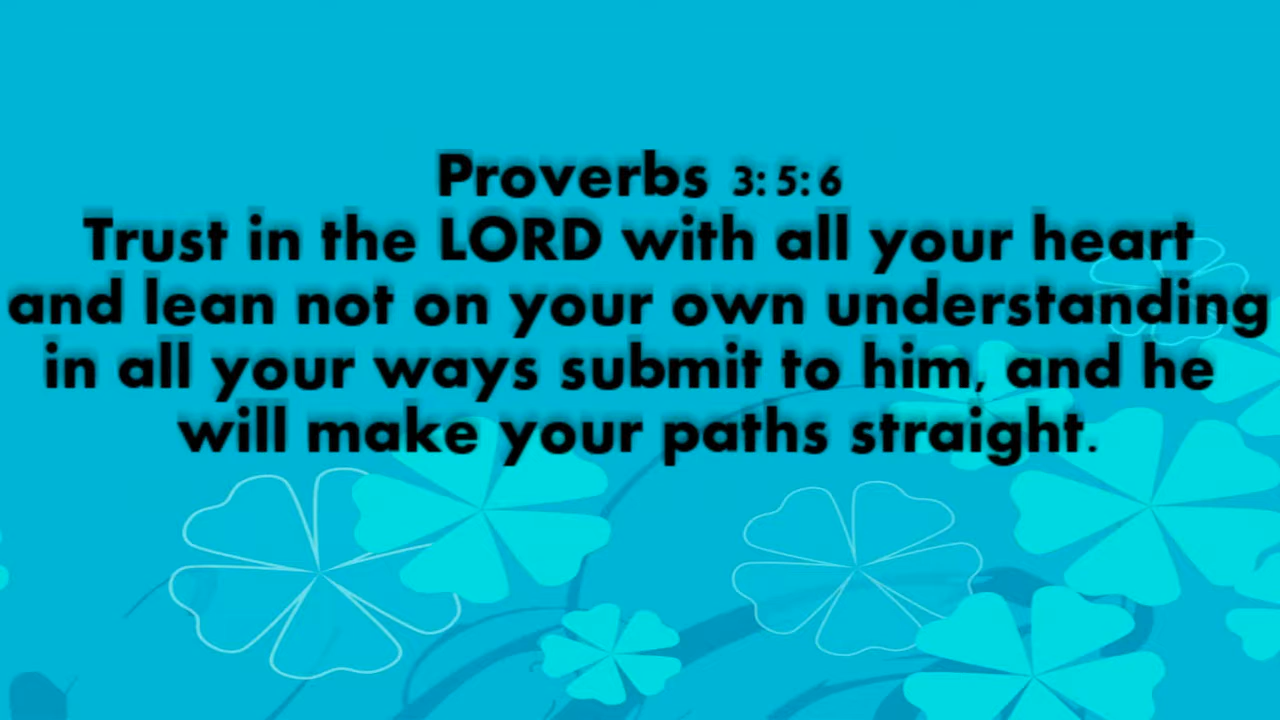 Proverbs 3:5:6
Trust in the LORD with all your heart
and lean not on your own understanding
in all your ways submit to him, and he
will make your paths straight.